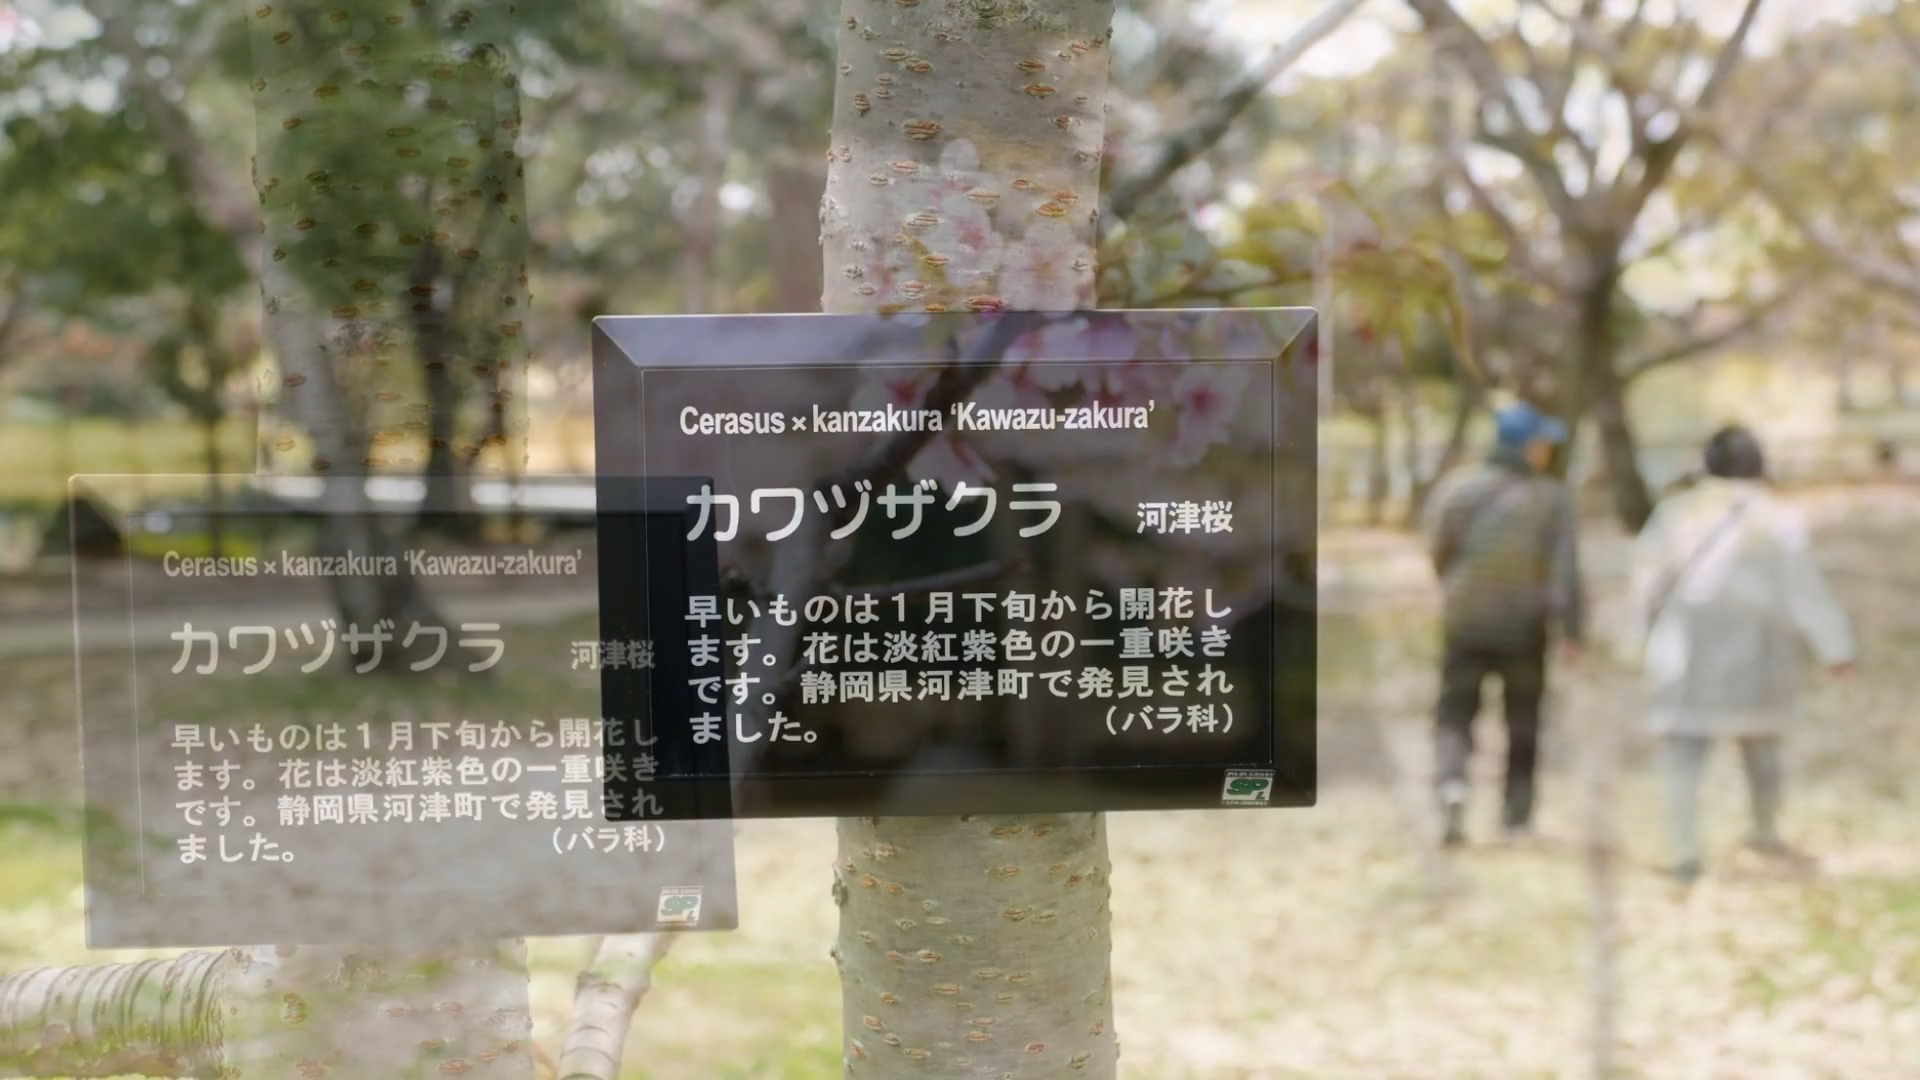 Cerasus × kanzakura ‘Kawazu-zakura’
カワヅザクラ 河津桜
早いものは1月下旬から開花し
ます。花は淡紅紫色の一重咲き
です。静岡県河津町で発見され
ました。 （バラ科）
SP
Cerasus × kanzakura ‘Kawazu-zakura’
カワヅザクラ 河津桜
早いものは1月下旬から開花し
ます。花は淡紅紫色の一重咲き
です。静岡県河津町で発見され
ました。 （バラ科）
SP